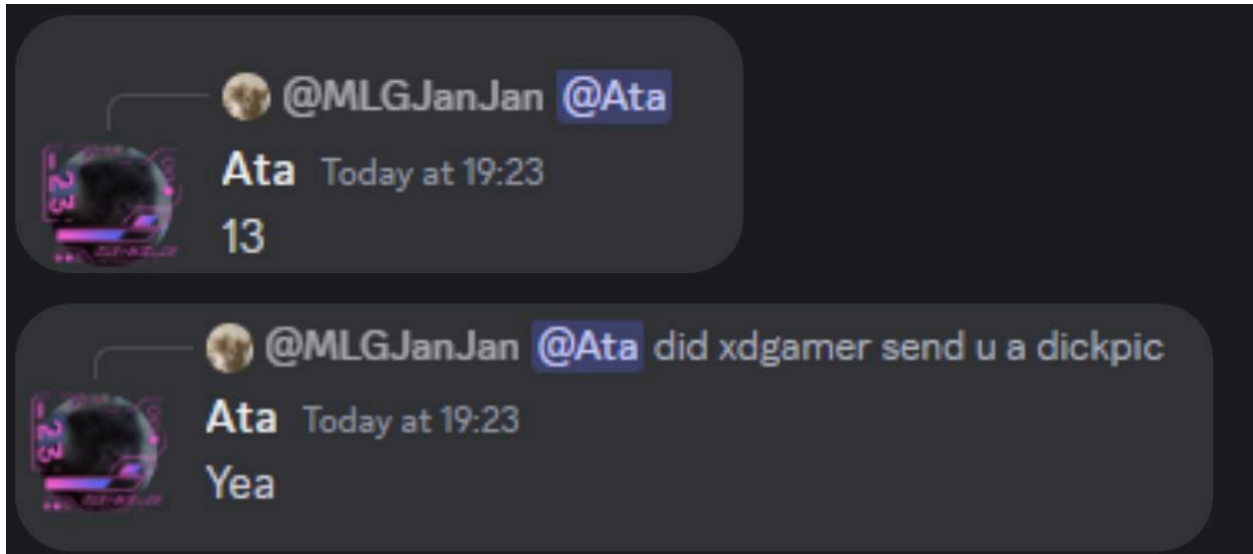 @MLGJanJan @Ata
Ata Today at 19:23
13
@MLGJanJan @Ata did xdgamer send u a dickpic
Ata Today at 19:23
Yea